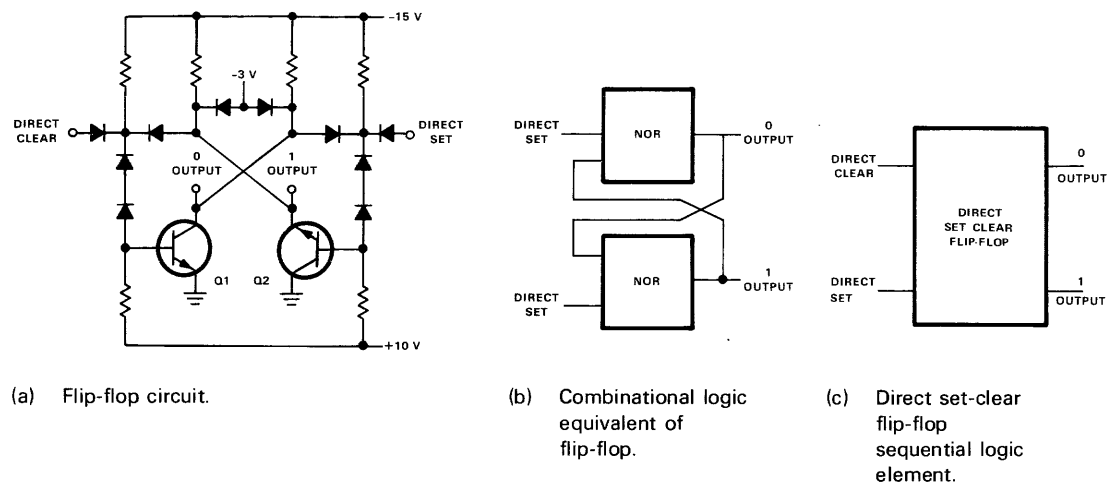 -15 V
-3 V
DIRECT
CLEAR
DIRECT
SET
0
OUTPUT
1
OUTPUT
Q1
Q2
+10 V
(a) Flip-flop circuit.
DIRECT
SET
NOR
0
OUTPUT
NOR
1
OUTPUT
DIRECT
SET
(b) Combinational logic
equivalent of
flip-flop.
DIRECT
CLEAR
0
OUTPUT
DIRECT
SET CLEAR
FLIP-FLOP
DIRECT
SET
1
OUTPUT
(c) Direct set-clear
flip-flop
sequential logic
element.